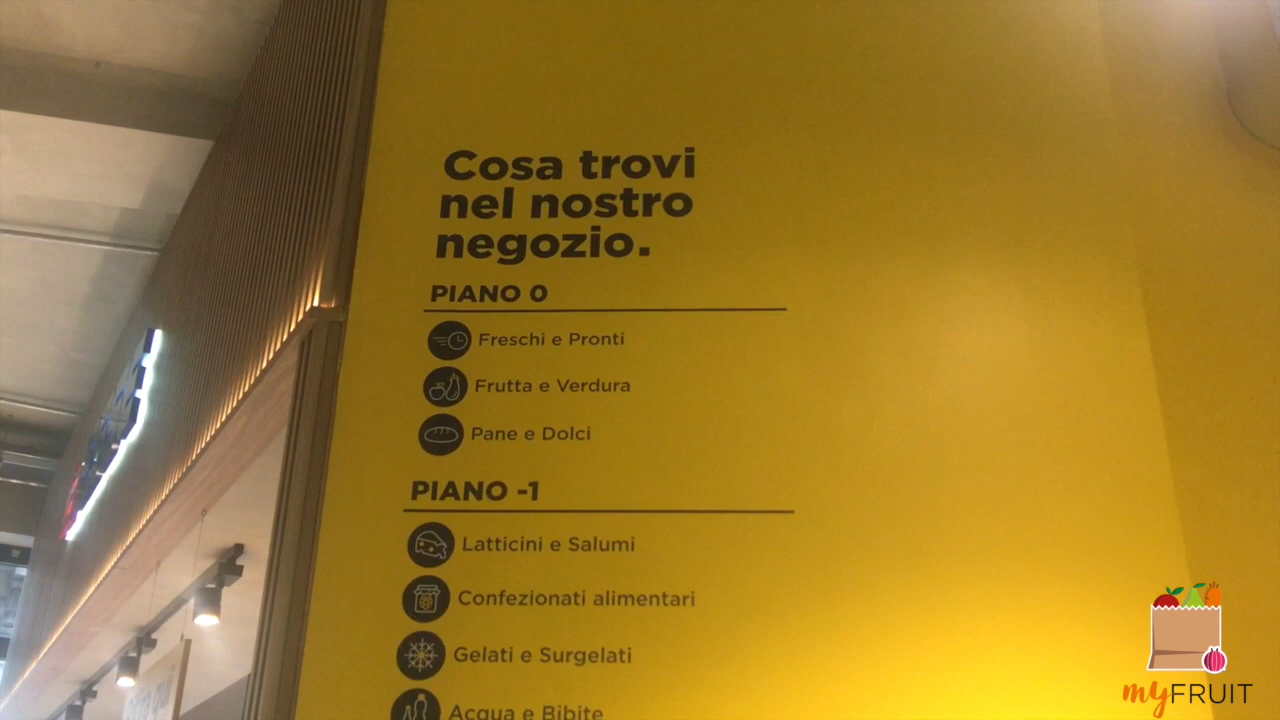 Cosa trovi
nel nostro
negozio.
PIANO 0
Freschi e Pronti
Frutta e Verdura
Pane e Dolci
PIANO -1
Latticini e Salumi
Confezionati alimentari
Gelati e Surgelati
Acqua e Bibite
myFRUIT